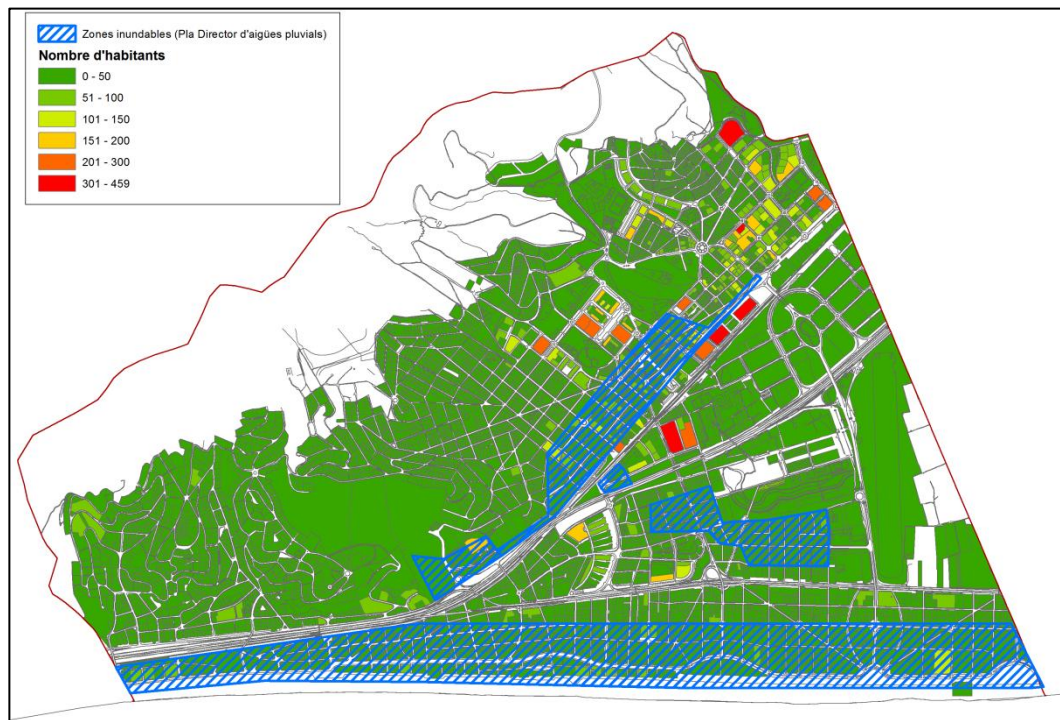 Zones inundables (Pla Director d'aigües pluvials)
Nombre d'habitants
0 - 50
51 - 100
101 - 150
151 - 200
201 - 300
301 - 459